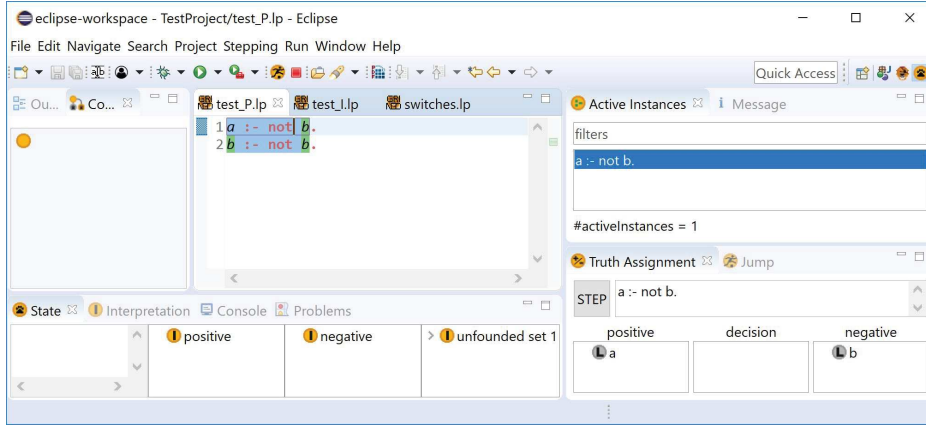 eclipse-workspace - TestProject/test_P.lp - Eclipse
File Edit Navigate Search Project Stepping Run Window Help
Quick Access
Ou... Co... test_P.lp test_I.lp switches.lp Active Instances Message
1 a :- not b.
2 b :- not b.
filters
a :- not b.
#activeInstances = 1
Truth Assignment Jump
STEP a :- not b.
State Interpretation Console Problems
positive decision negative
positive negative > unfounded set 1
L a L b